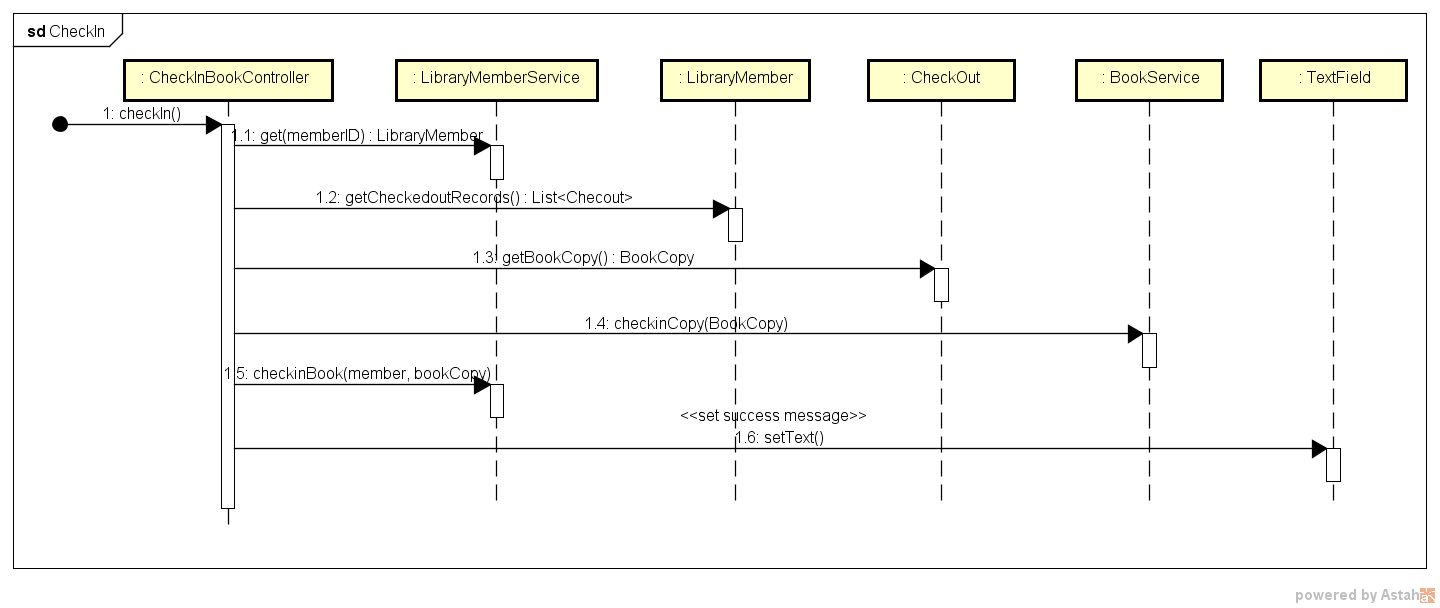 sd CheckIn
: CheckInBookController
: LibraryMemberService
: LibraryMember
: CheckOut
: BookService
: TextField
1: checkIn()
1.1: get(memberID) : LibraryMember
1.2: getCheckedoutRecords() : List<Checout>
1.3: getBookCopy() : BookCopy
1.4: checkinCopy(BookCopy)
1.5: checkinBook(member, bookCopy)
<<set success message>>
1.6: setText()
powered by Astah